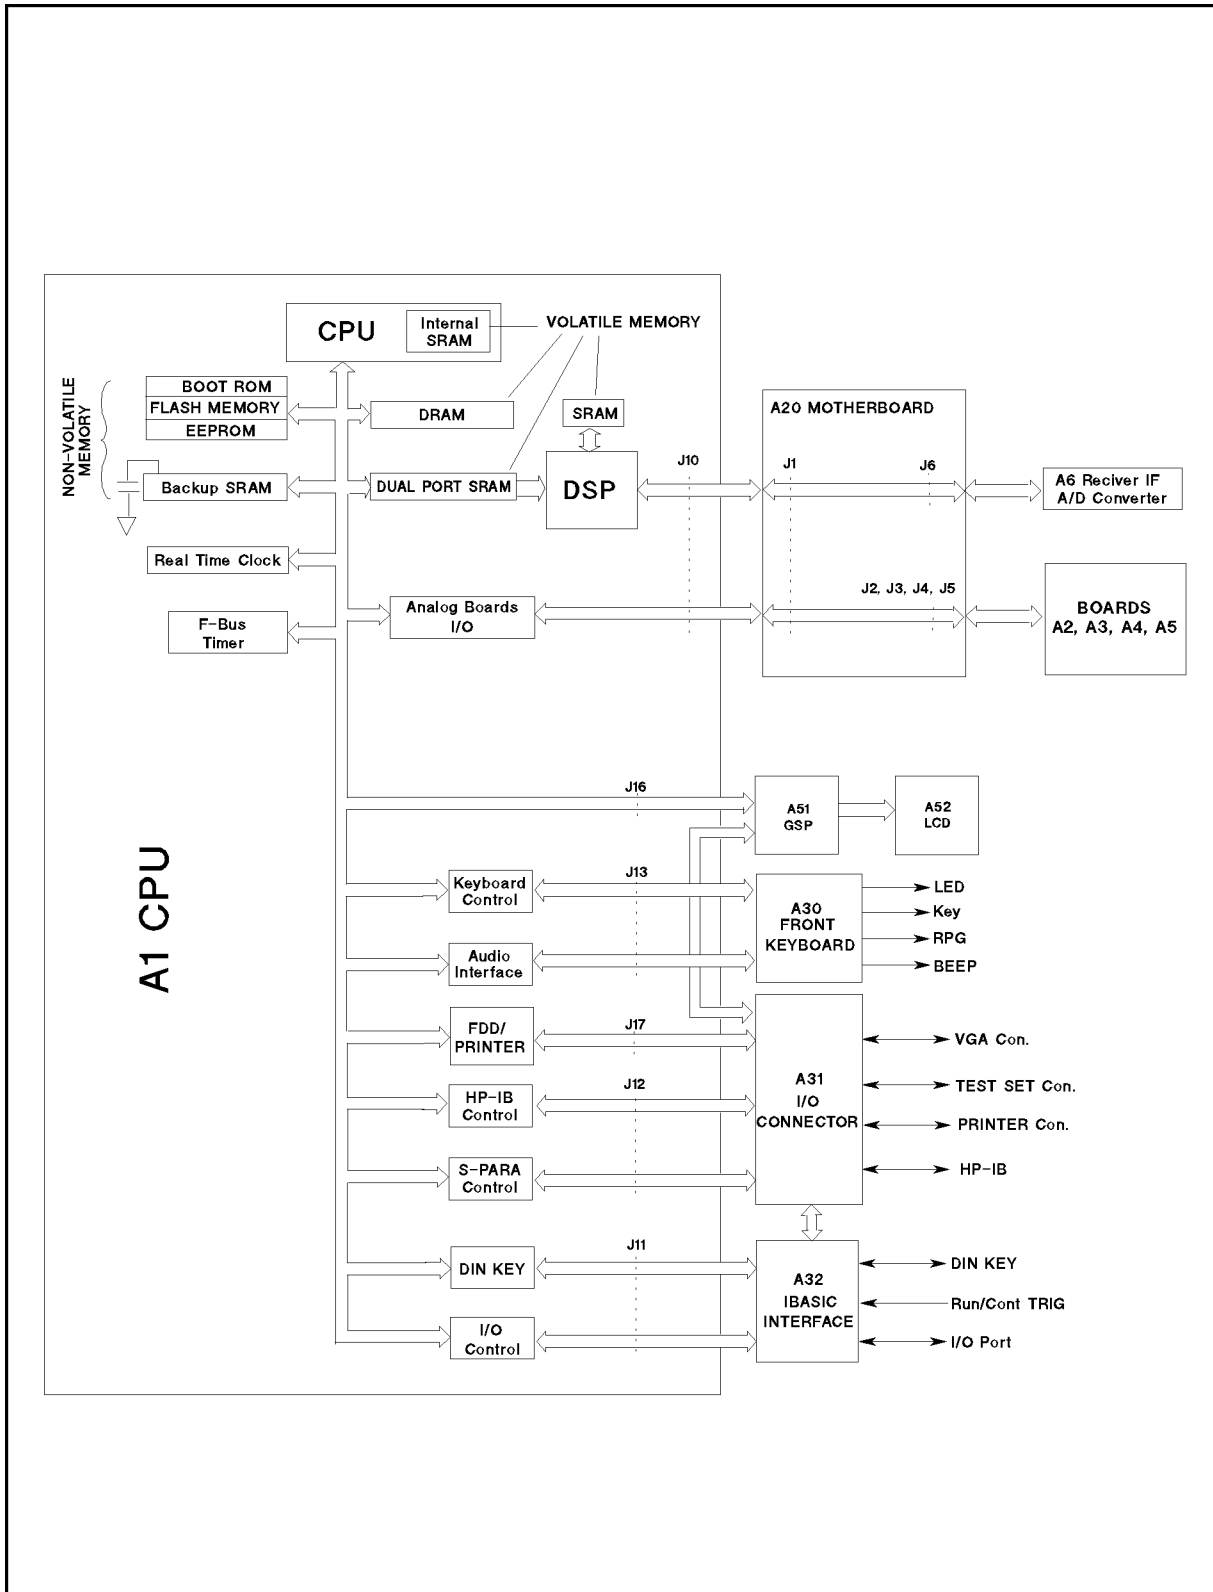 CPU
Internal
SRAM
VOLATILE MEMORY
NON-VOLATILE
MEMORY
BOOT ROM
FLASH MEMORY
EEPROM
DRAM
SRAM
A20 MOTHERBOARD
Backup SRAM
DUAL PORT SRAM
DSP
J10
J1
J6
A6 Reciver IF
A/D Converter
Real Time Clock
F-Bus
Timer
Analog Boards
I/O
J2, J3, J4, J5
BOARDS
A2, A3, A4, A5
J16
A51
GSP
A52
LCD
A1 CPU
Keyboard
Control
J13
A30
FRONT
KEYBOARD
LED
Key
RPG
BEEP
Audio
Interface
FDD/
PRINTER
J17
HP-IB
Control
J12
S-PARA
Control
A31
I/O
CONNECTOR
VGA Con.
TEST SET Con.
PRINTER Con.
HP-IB
DIN KEY
J11
I/O
Control
A32
IBASIC
INTERFACE
DIN KEY
Run/Cont TRIG
I/O Port